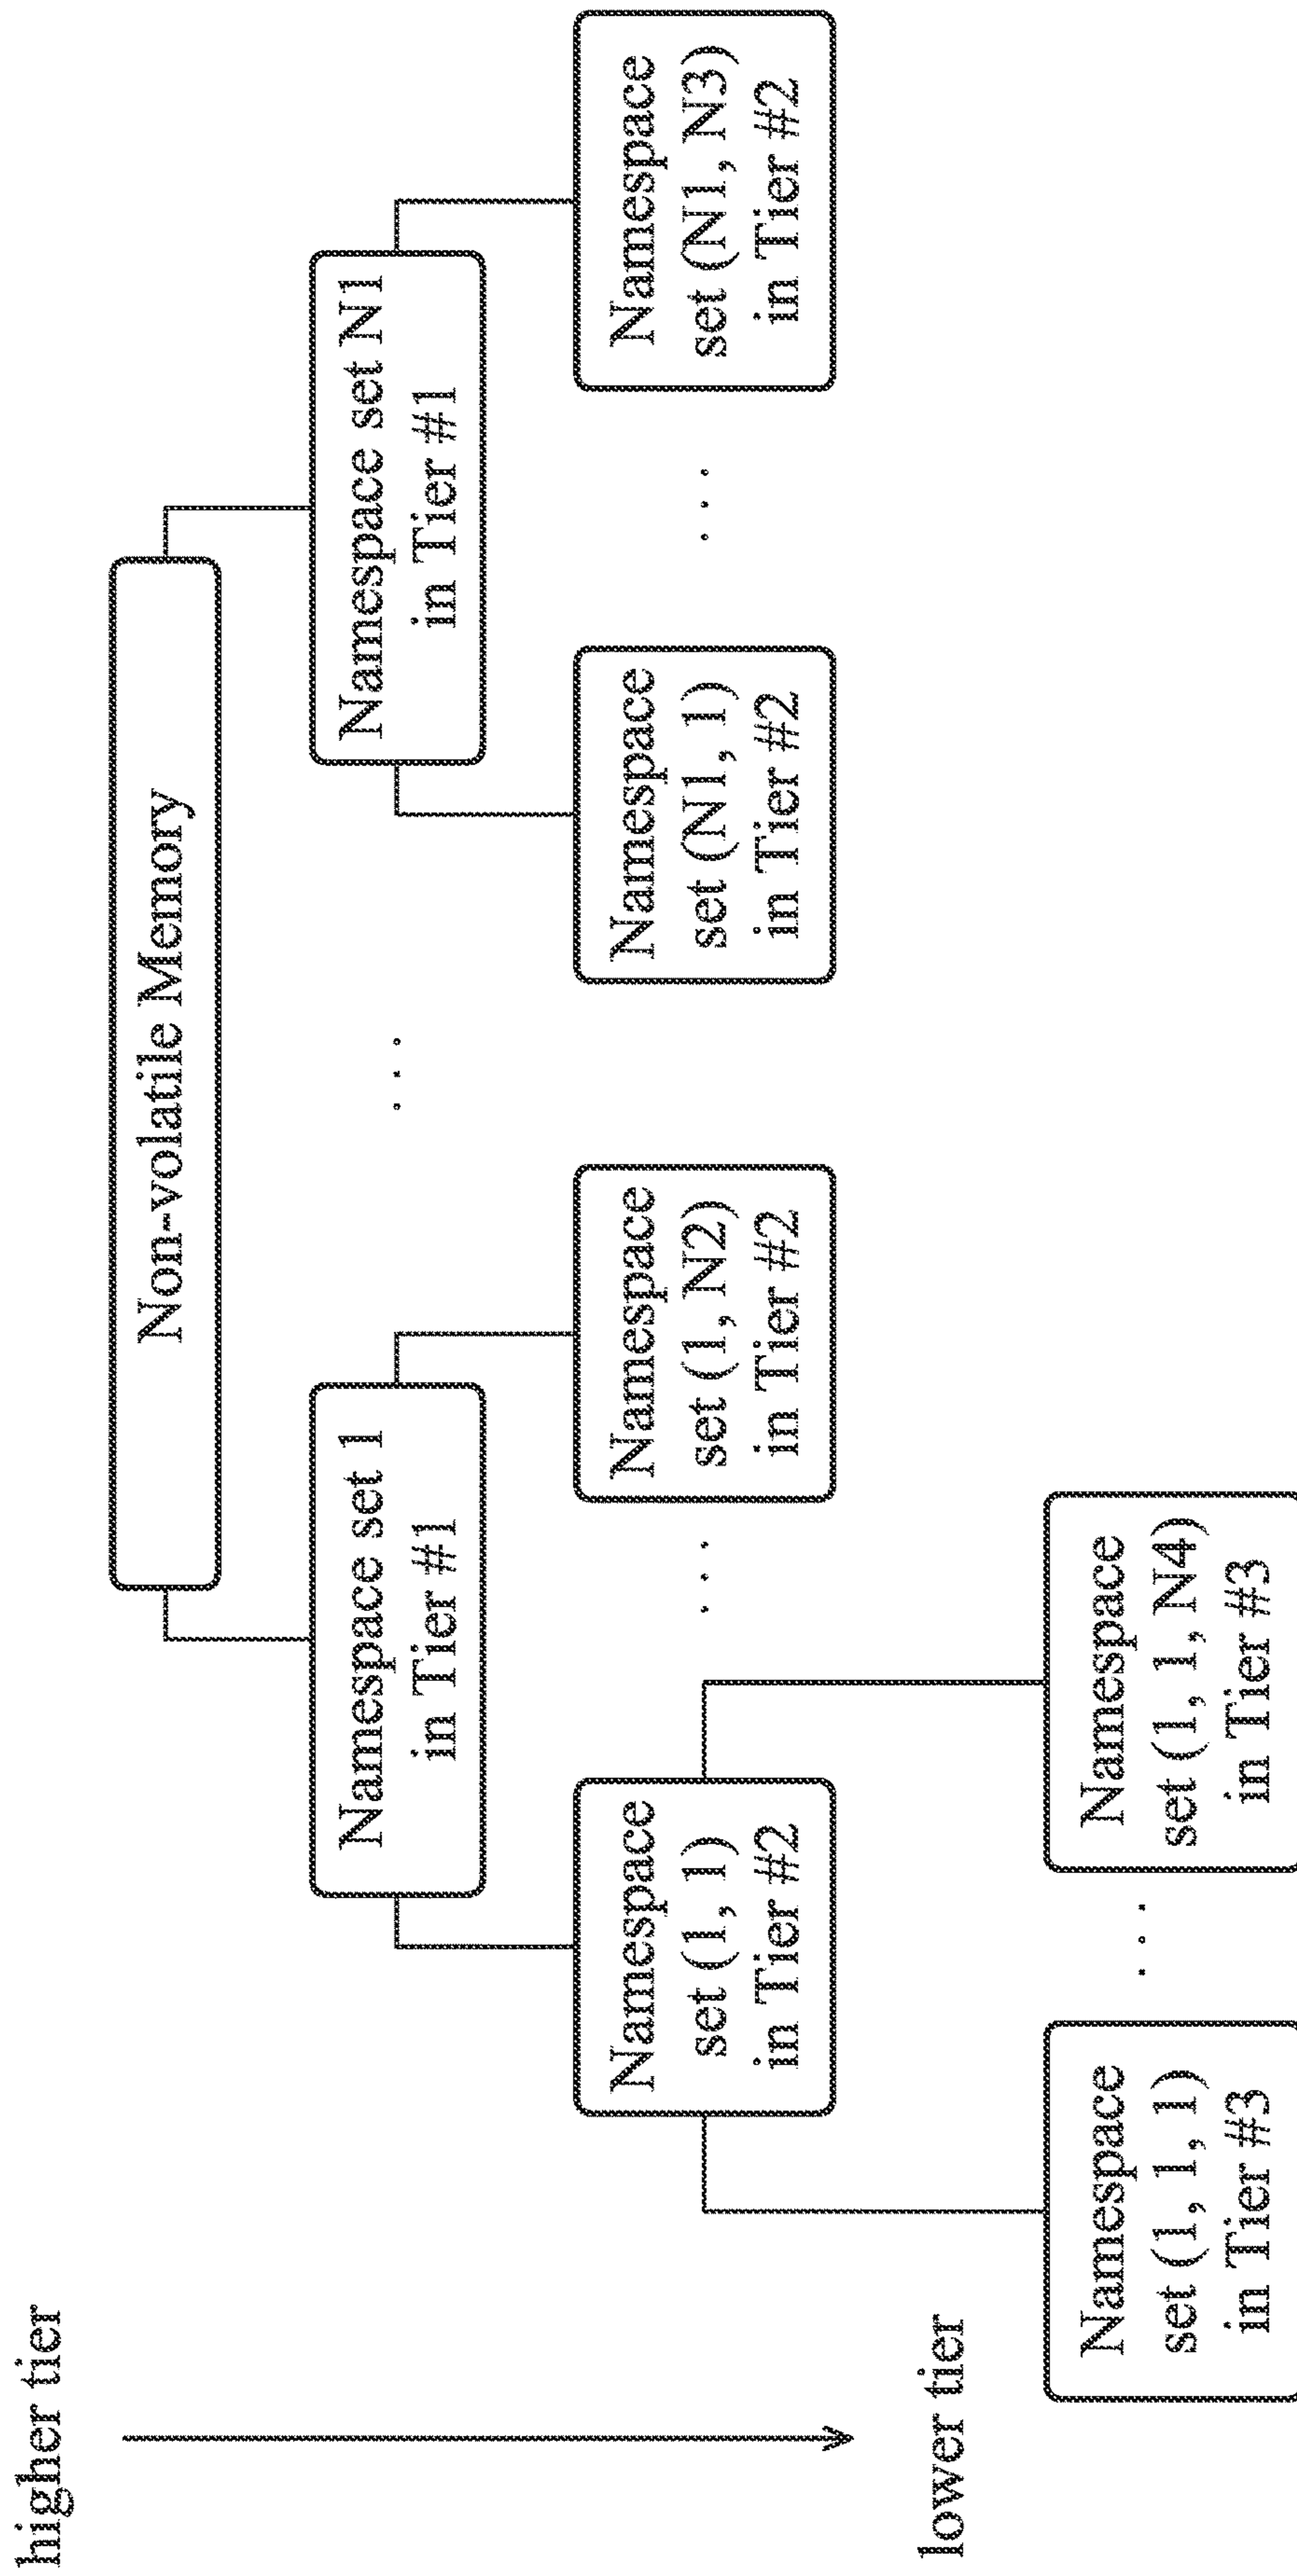 higher tier
Non-volatile Memory
Namespace set 1
in Tier #1
. . .
Namespace set N1
in Tier #1
Namespace
set (1, 1)
in Tier #2
. . .
Namespace
set (1, N2)
in Tier #2
Namespace
set (N1, 1)
in Tier #2
. . .
Namespace
set (N1, N3)
in Tier #2
lower tier
Namespace
set (1, 1, 1)
in Tier #3
. . .
Namespace
set (1, 1, N4)
in Tier #3